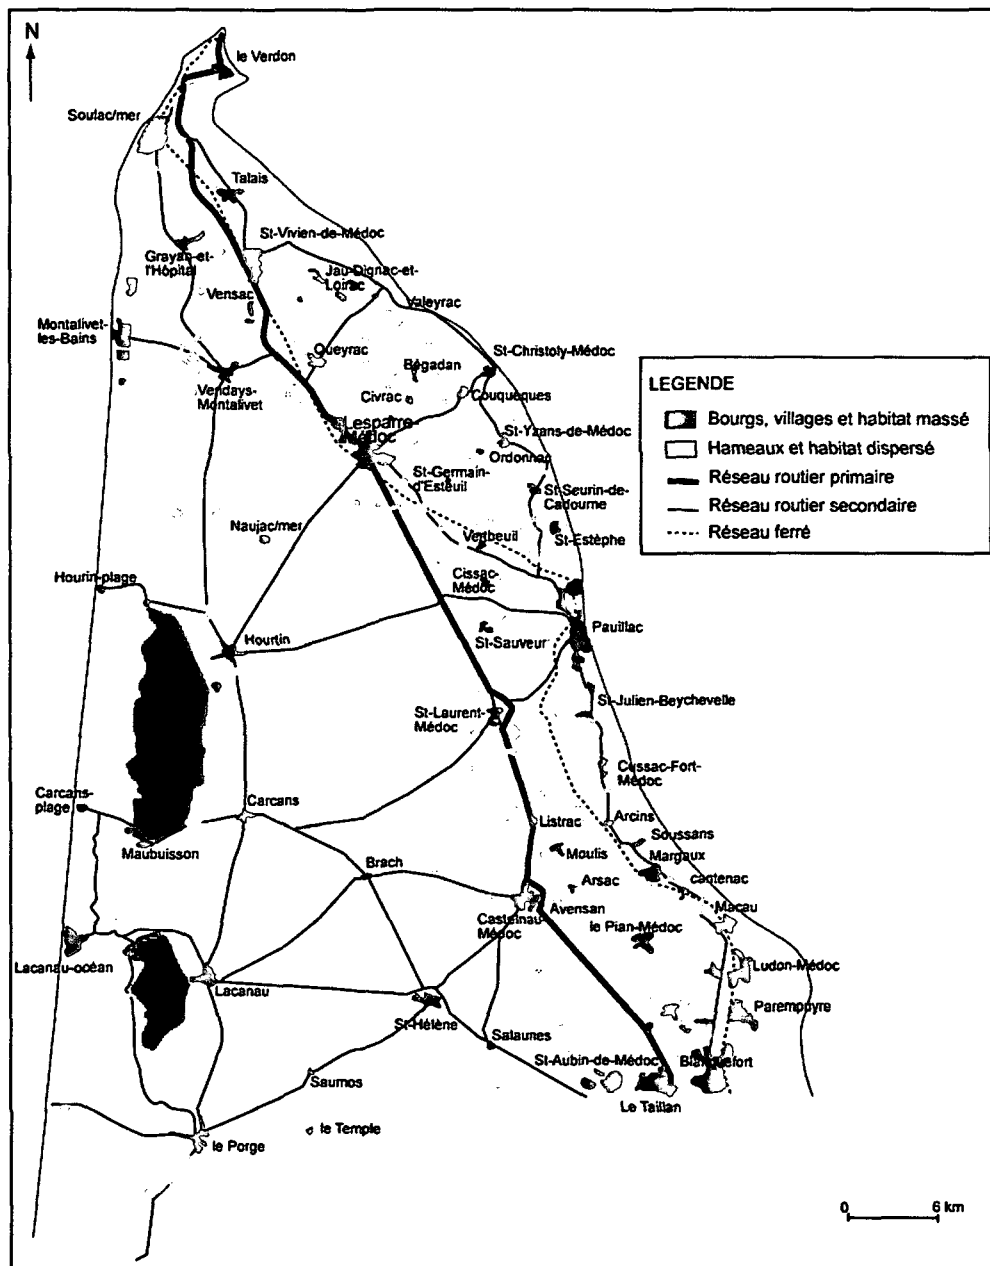 N
le Verdon
Soulac/mer
Talais
St-Vivien-de-Médoc
Grayan-et-
l'Hôpital
Jau-Dignac-et-
Loirac
Vensac
Valeyrac
Montalivet-
les-Bains
Queyrac
St-Christoly-Médoc
Bégadan
Vendays-
Montalivet
Civrac
Couquèques
Lesparre-
Médoc
St-Yzans-de-Médoc
Ordonnac
St-Germain-
d'Esteuil
St-Seurin-de-
Cadourne
Naujac/mer
Vertheuil
St-Estèphe
Cissac-
Médoc
Hourin-plage
Pauillac
St-Sauveur
Hourtin
St-Julien-Beychevelle
St-Laurent-
Médoc
Cussac-Fort-
Médoc
Carcans-
plage
Carcans
Listrac
Arcins
Soussans
Maubuisson
Moulis
Margaux
Brach
Arsac
cantenac
Avensan
Macau
Castelnau-
Médoc
le Pian-Médoc
Lacanau-océan
Lacanau
Ludon-Médoc
Parempuyre
St-Hélène
Salaunes
St-Aubin-de-Médoc
Blanquefort
Saumos
Le Taillan
le Temple
le Porge
LEGENDE
Bourgs, villages et habitat massé
Hameaux et habitat dispersé
Réseau routier primaire
Réseau routier secondaire
Réseau ferré
0 6 km